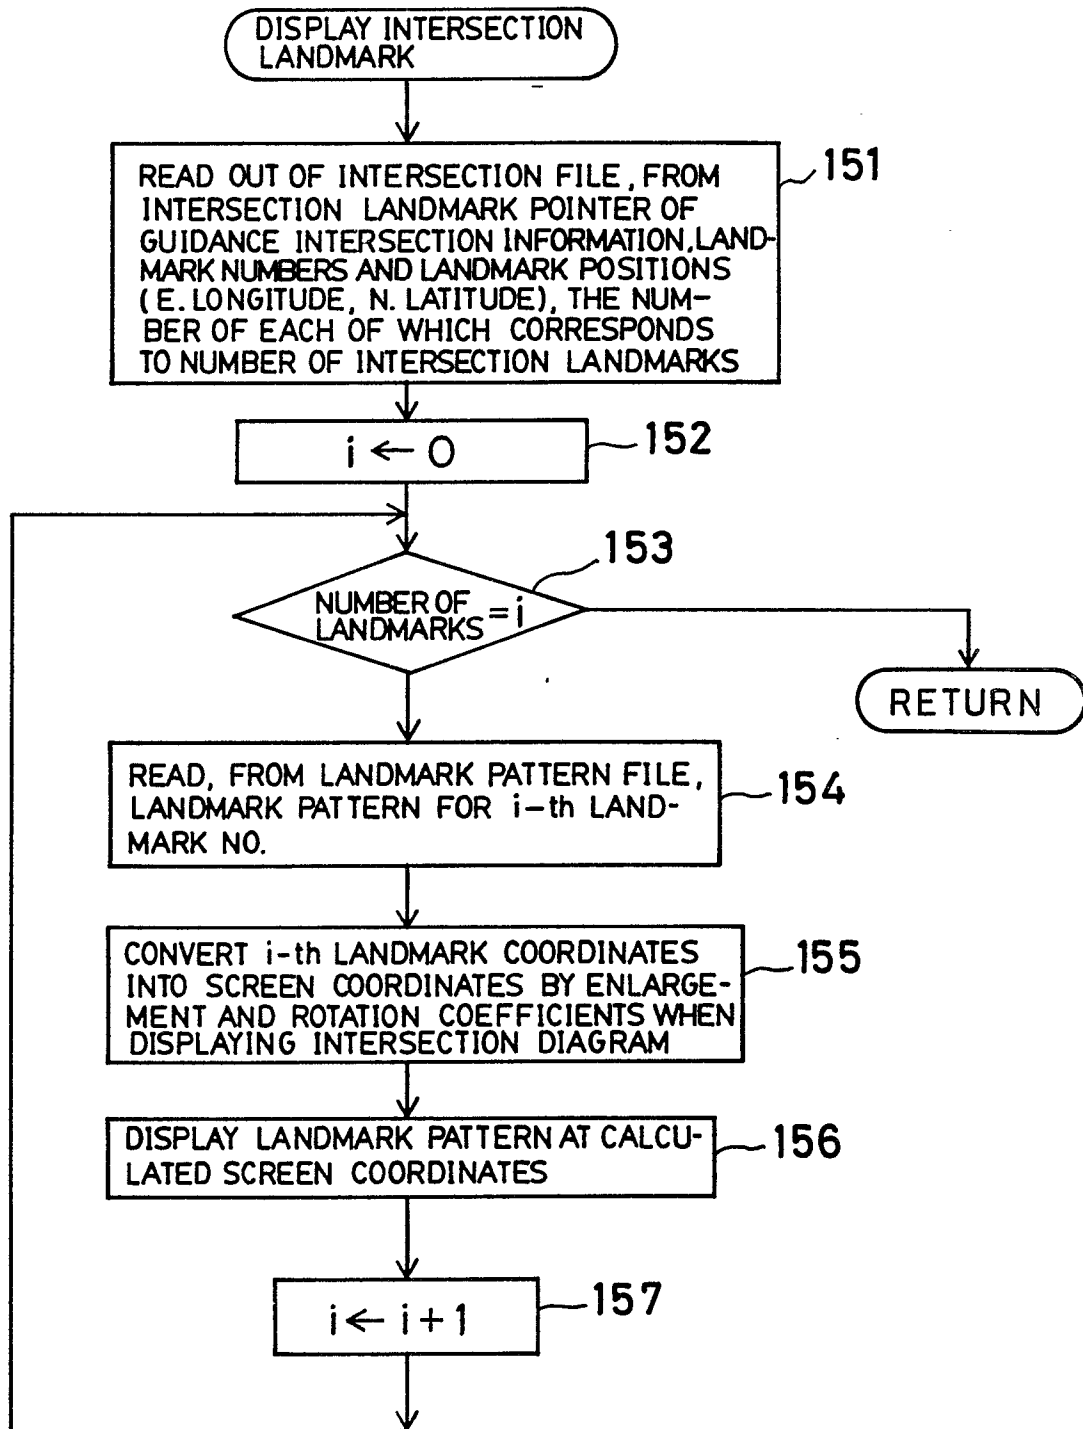 DISPLAY INTERSECTION
LANDMARK
READ OUT OF INTERSECTION FILE, FROM
INTERSECTION LANDMARK POINTER OF
GUIDANCE INTERSECTION INFORMATION, LAND-
MARK NUMBERS AND LANDMARK POSITIONS
(E. LONGITUDE, N. LATITUDE), THE NUM-
BER OF EACH OF WHICH CORRESPONDS
TO NUMBER OF INTERSECTION LANDMARKS
151
i ← 0
152
153
NUMBER OF
LANDMARKS = i
RETURN
READ, FROM LANDMARK PATTERN FILE,
LANDMARK PATTERN FOR i-th LAND-
MARK NO.
154
CONVERT i-th LANDMARK COORDINATES
INTO SCREEN COORDINATES BY ENLARGE-
MENT AND ROTATION COEFFICIENTS WHEN
DISPLAYING INTERSECTION DIAGRAM
155
DISPLAY LANDMARK PATTERN AT CALCU-
LATED SCREEN COORDINATES
156
i ← i + 1
157